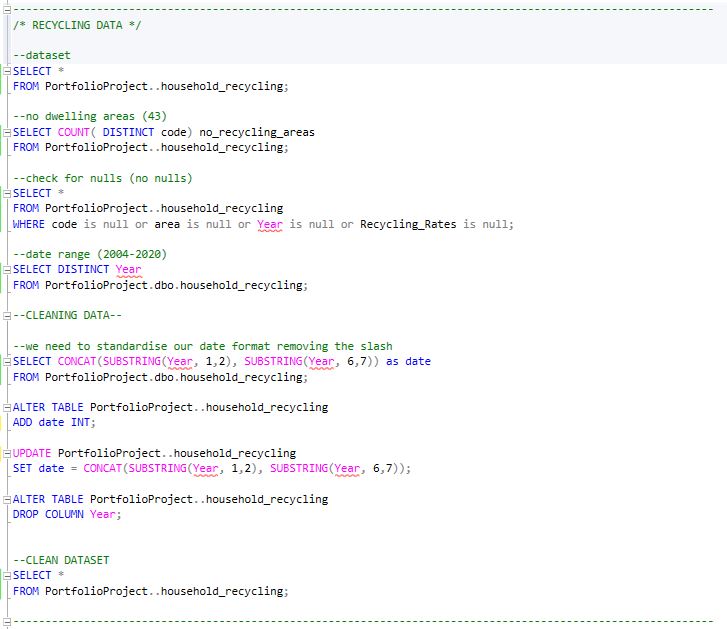 /* RECYCLING DATA */
--dataset
SELECT *
FROM PortfolioProject..household_recycling;
--no dwelling areas (43)
SELECT COUNT( DISTINCT code) no_recycling_areas
FROM PortfolioProject..household_recycling;
--check for nulls (no nulls)
SELECT *
FROM PortfolioProject..household_recycling
WHERE code is null or area is null or Year is null or Recycling_Rates is null;
--date range (2004-2020)
SELECT DISTINCT Year
FROM PortfolioProject.dbo.household_recycling;
--CLEANING DATA--
--we need to standardise our date format removing the slash
SELECT CONCAT(SUBSTRING(Year, 1,2), SUBSTRING(Year, 6,7)) as date
FROM PortfolioProject.dbo.household_recycling;
ALTER TABLE PortfolioProject..household_recycling
ADD date INT;
UPDATE PortfolioProject..household_recycling
SET date = CONCAT(SUBSTRING(Year, 1,2), SUBSTRING(Year, 6,7));
ALTER TABLE PortfolioProject..household_recycling
DROP COLUMN Year;
--CLEAN DATASET
SELECT *
FROM PortfolioProject..household_recycling;